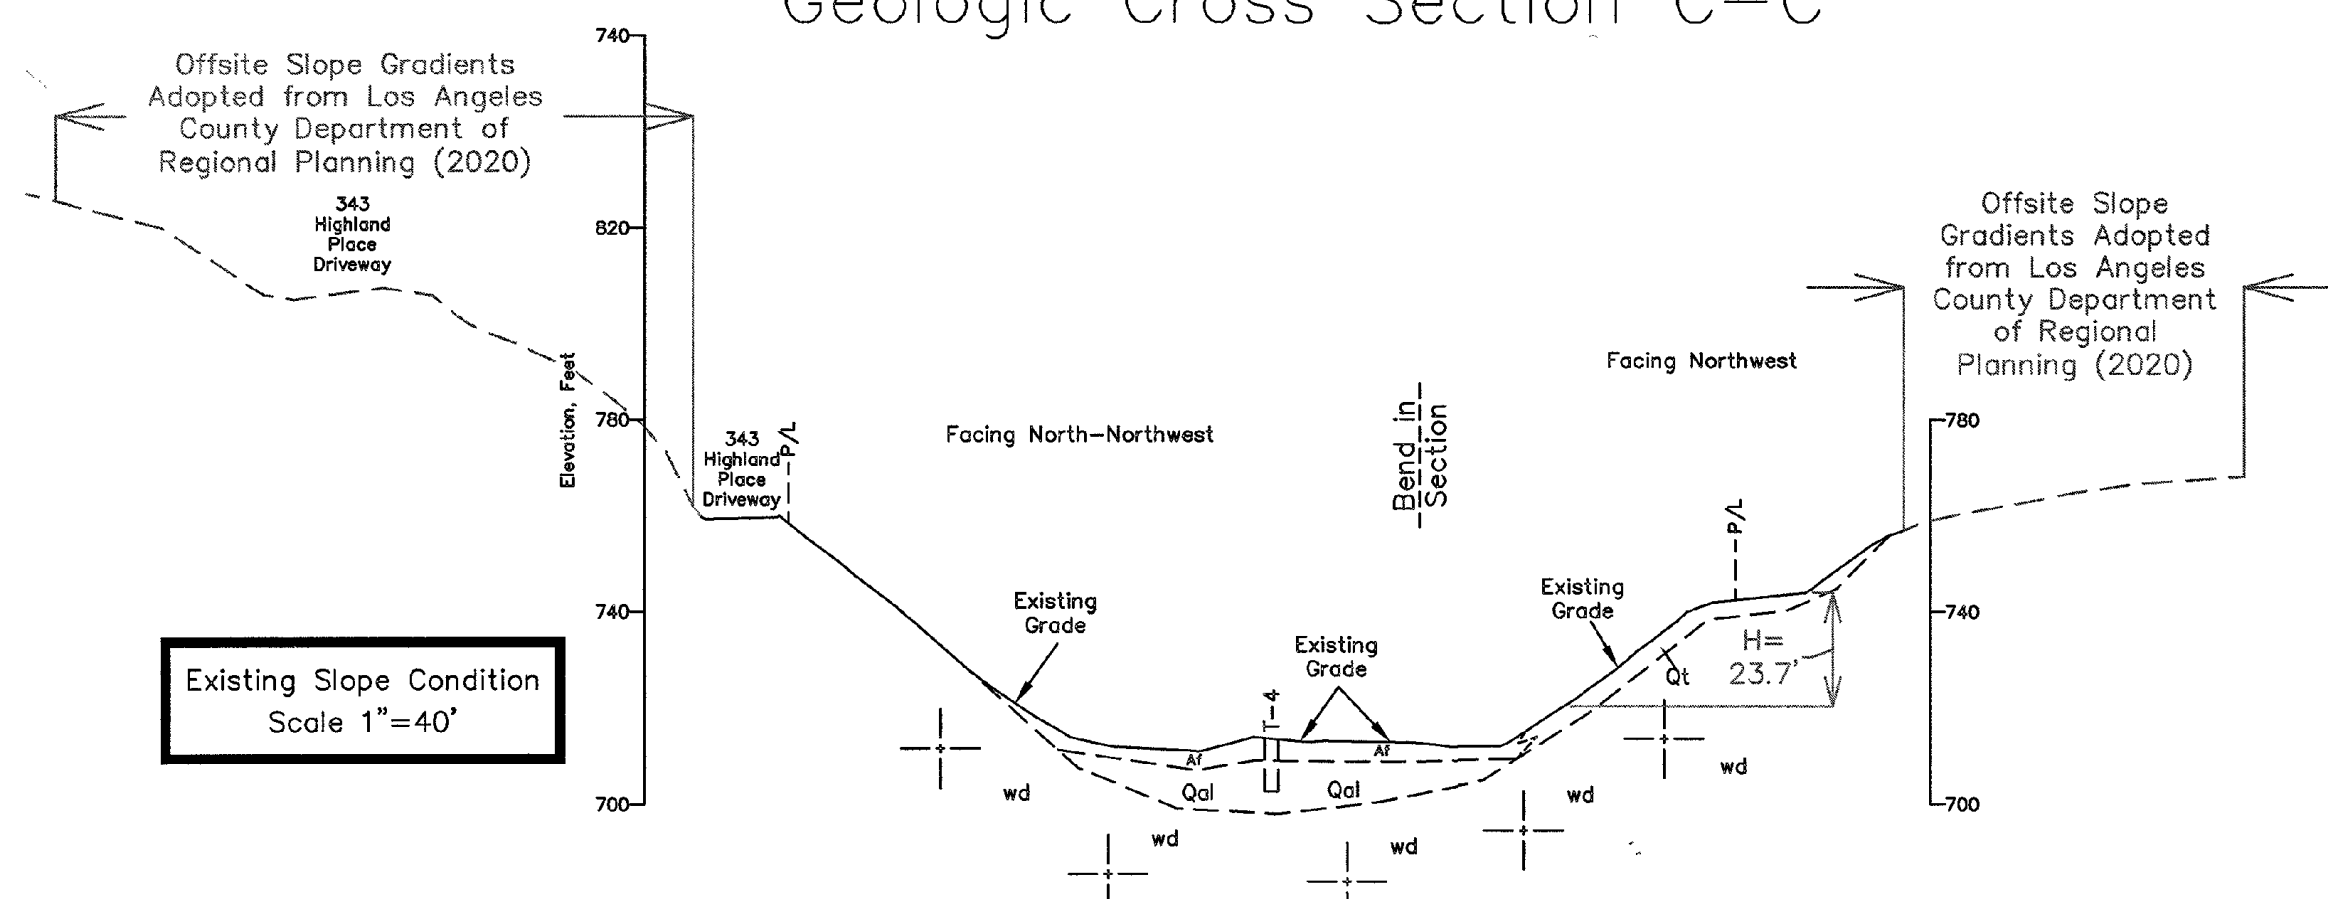 Geologic Cross Section C-C
740
Offsite Slope Gradients
Adopted from Los Angeles
County Department of
Regional Planning (2020)
343
Highland
Place
Driveway
820
Offsite Slope
Gradients Adopted
from Los Angeles
County Department
of Regional
Planning (2020)
Elevation, Feet
780
343
Highland
Place
Driveway
P/L
Facing North-Northwest
Bend in
Section
Facing Northwest
780
P/L
740
Existing
Grade
Existing
Grade
Existing
Grade
740
H=
23.7'
Qt
Existing Slope Condition
Scale 1"=40'
T-4
Af
Af
Qal
Qal
700
700
wd
wd
wd
wd
wd